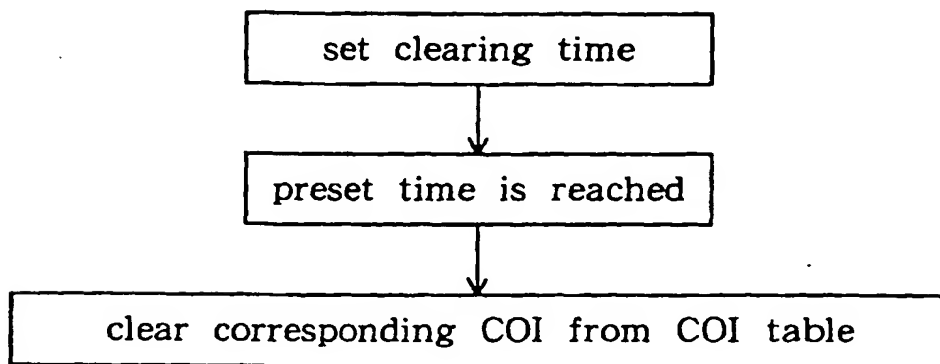 set clearing time
preset time is reached
clear corresponding COI from COI table